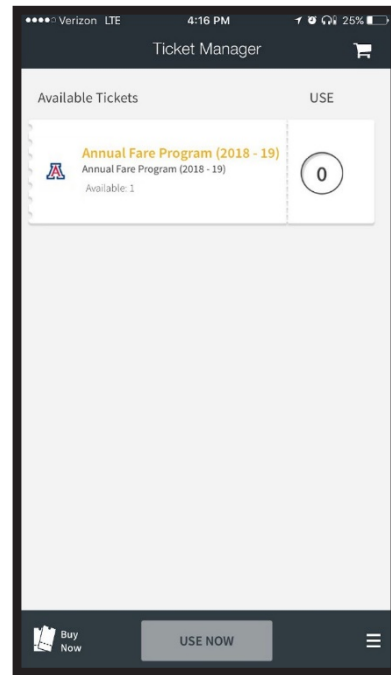 Verizon LTE 4:16 PM 25%
Ticket Manager
Available Tickets USE
A
Annual Fare Program (2018 - 19)
Annual Fare Program (2018 - 19)
Available: 1
0
Buy
Now
USE NOW